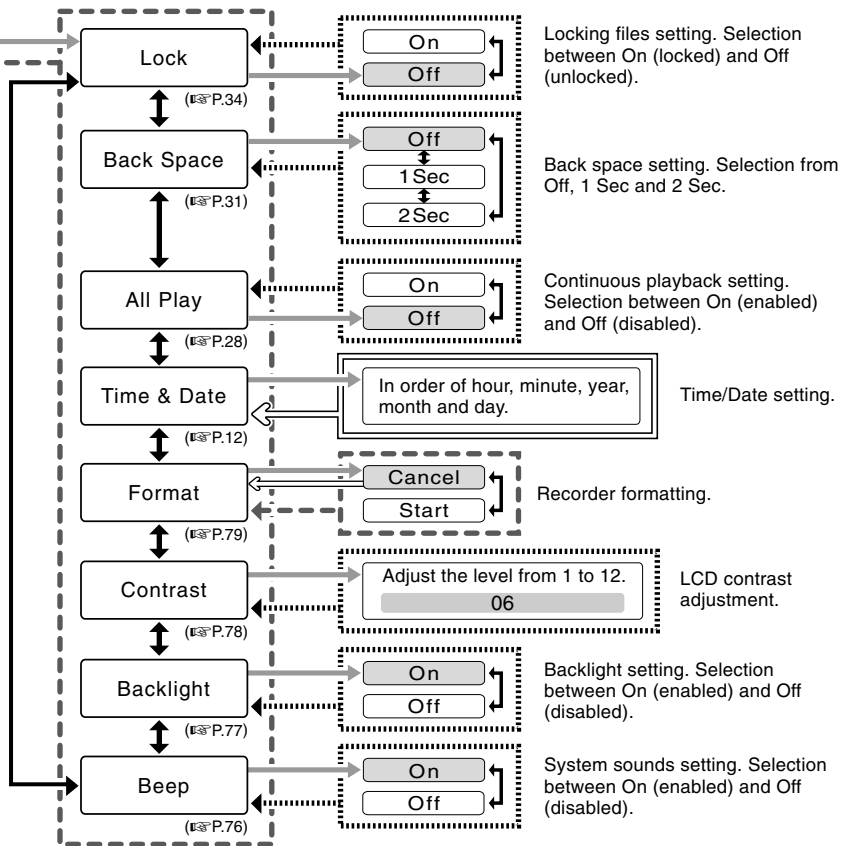 Lock
(☞P.34)
On
Off
Locking files setting. Selection
between On (locked) and Off
(unlocked).
Back Space
(☞P.31)
Off
1Sec
2Sec
Back space setting. Selection from
Off, 1 Sec and 2 Sec.
All Play
(☞P.28)
On
Off
Continuous playback setting.
Selection between On (enabled)
and Off (disabled).
Time & Date
(☞P.12)
In order of hour, minute, year,
month and day.
Time/Date setting.
Format
(☞P.79)
Cancel
Start
Recorder formatting.
Contrast
(☞P.78)
Adjust the level from 1 to 12.
06
LCD contrast
adjustment.
Backlight
(☞P.77)
On
Off
Backlight setting. Selection
between On (enabled) and Off
(disabled).
Beep
(☞P.76)
On
Off
System sounds setting. Selection
between On (enabled) and Off
(disabled).